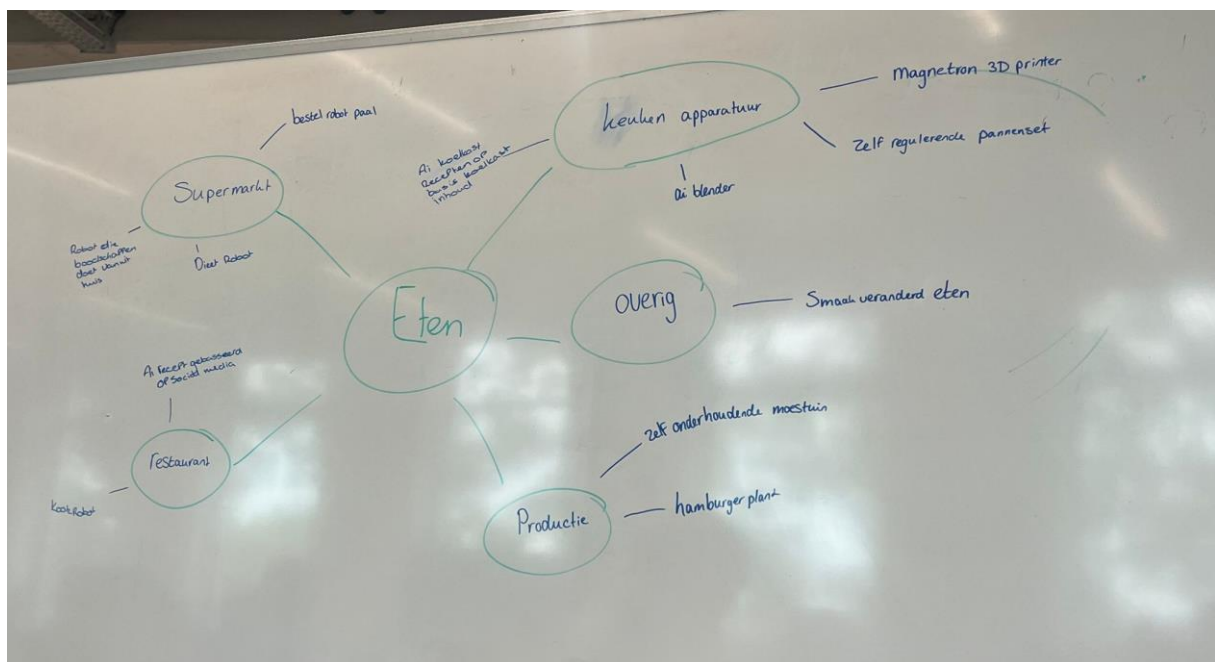 bestel robot paal
Supermarkt
Robot die
boodschappen
doet vanuit
huis
Dieet Robot
keuken apparatuur
Magnetron 3D printer
Zelf regulerende pannenset
ai blender
Ai koelkast
recepten op
basis koelkast
inhoud
Eten
overig
Smaak veranderd eten
Ai recept gebasseerd
op social media
restaurant
Kook Robot
Productie
zelf onderhoudende moestuin
hamburger plant